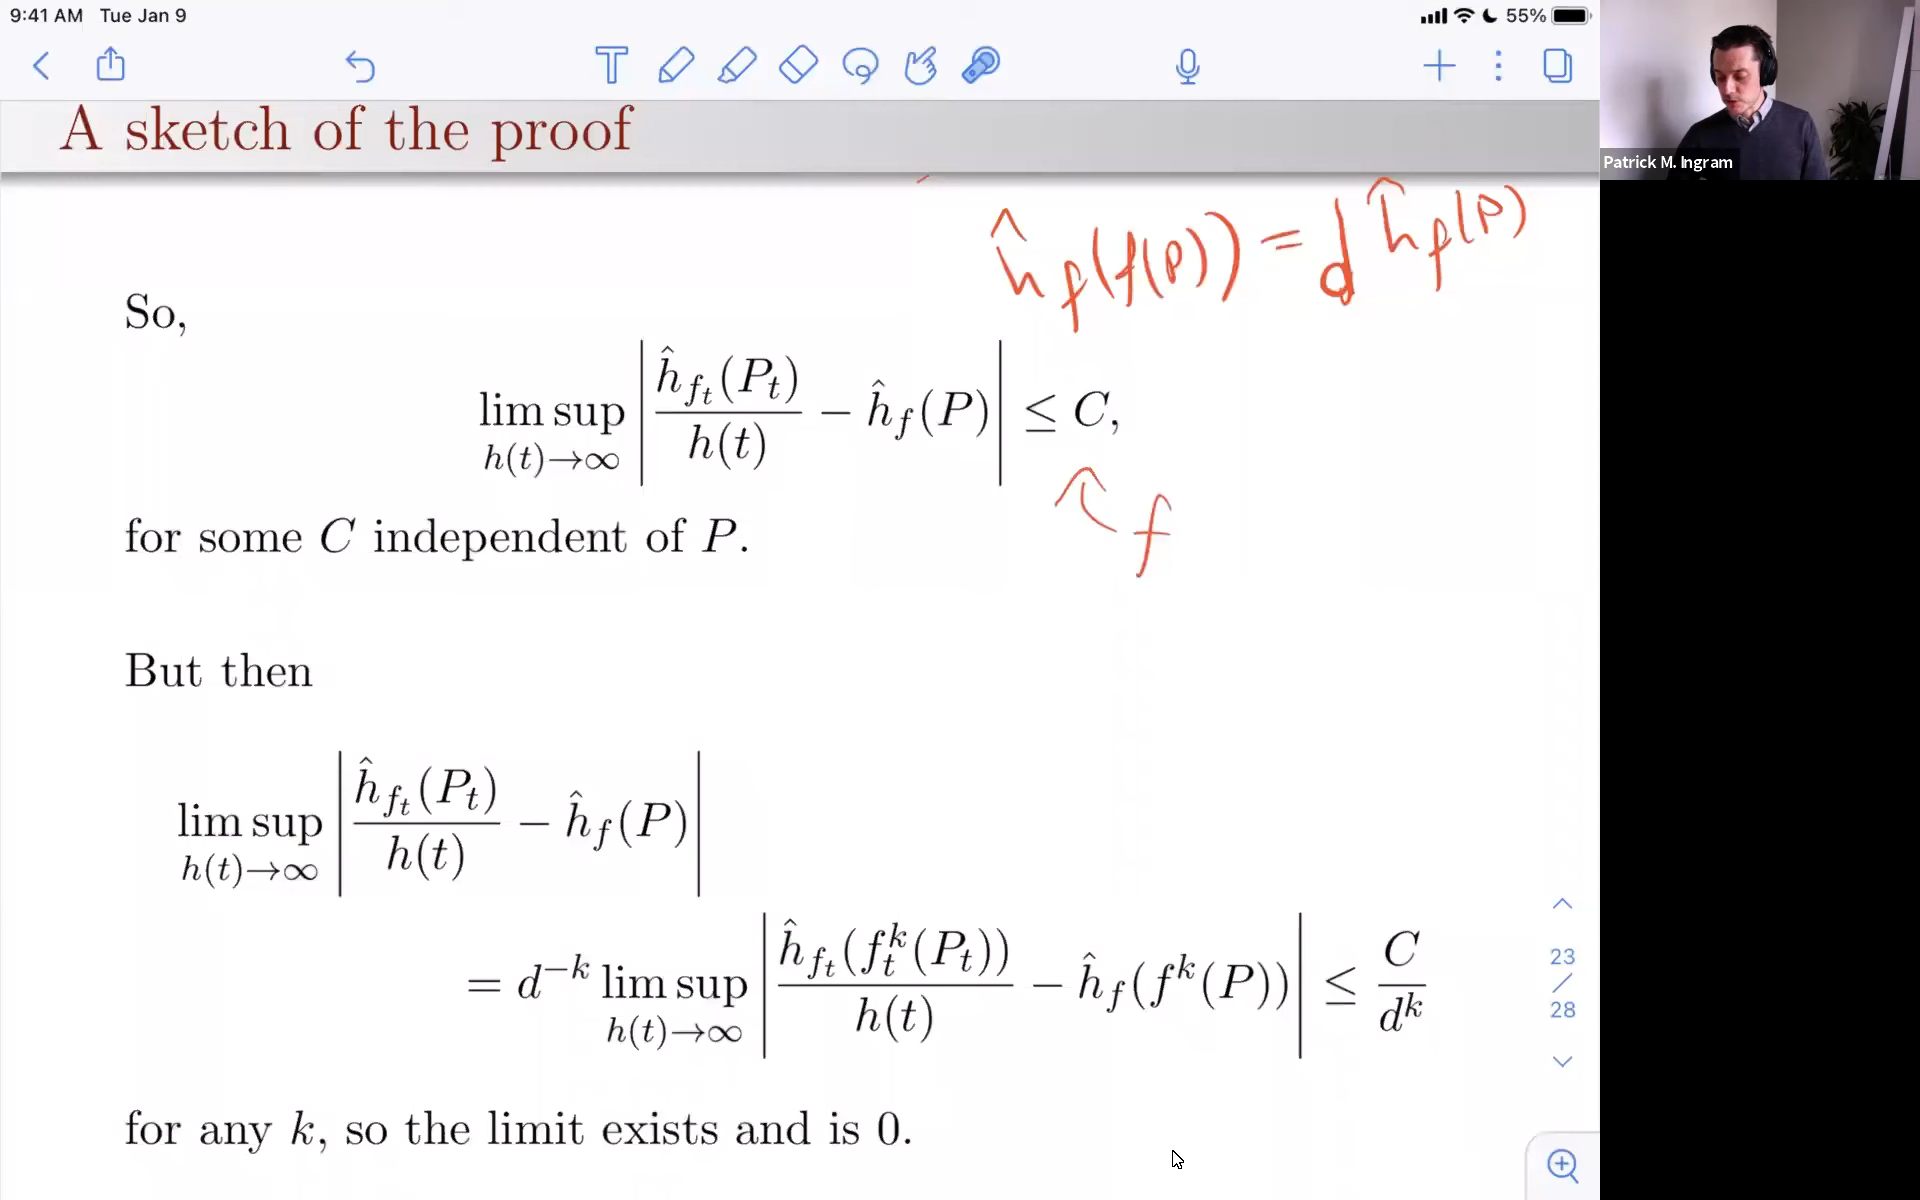 9:41 AM Tue Jan 9
55%
Patrick M. Ingram
A sketch of the proof
ĥ_f(f(P)) = d ĥ_f(P)
So,
lim sup_{h(t)→∞} | ĥ_{f_t}(P_t) / h(t) − ĥ_f(P) | ≤ C,
f
for some C independent of P.
But then
lim sup_{h(t)→∞} | ĥ_{f_t}(P_t) / h(t) − ĥ_f(P) |
= d^{−k} lim sup_{h(t)→∞} | ĥ_{f_t}(f_t^k(P_t)) / h(t) − ĥ_f(f^k(P)) | ≤ C / d^k
23
/
28
for any k, so the limit exists and is 0.